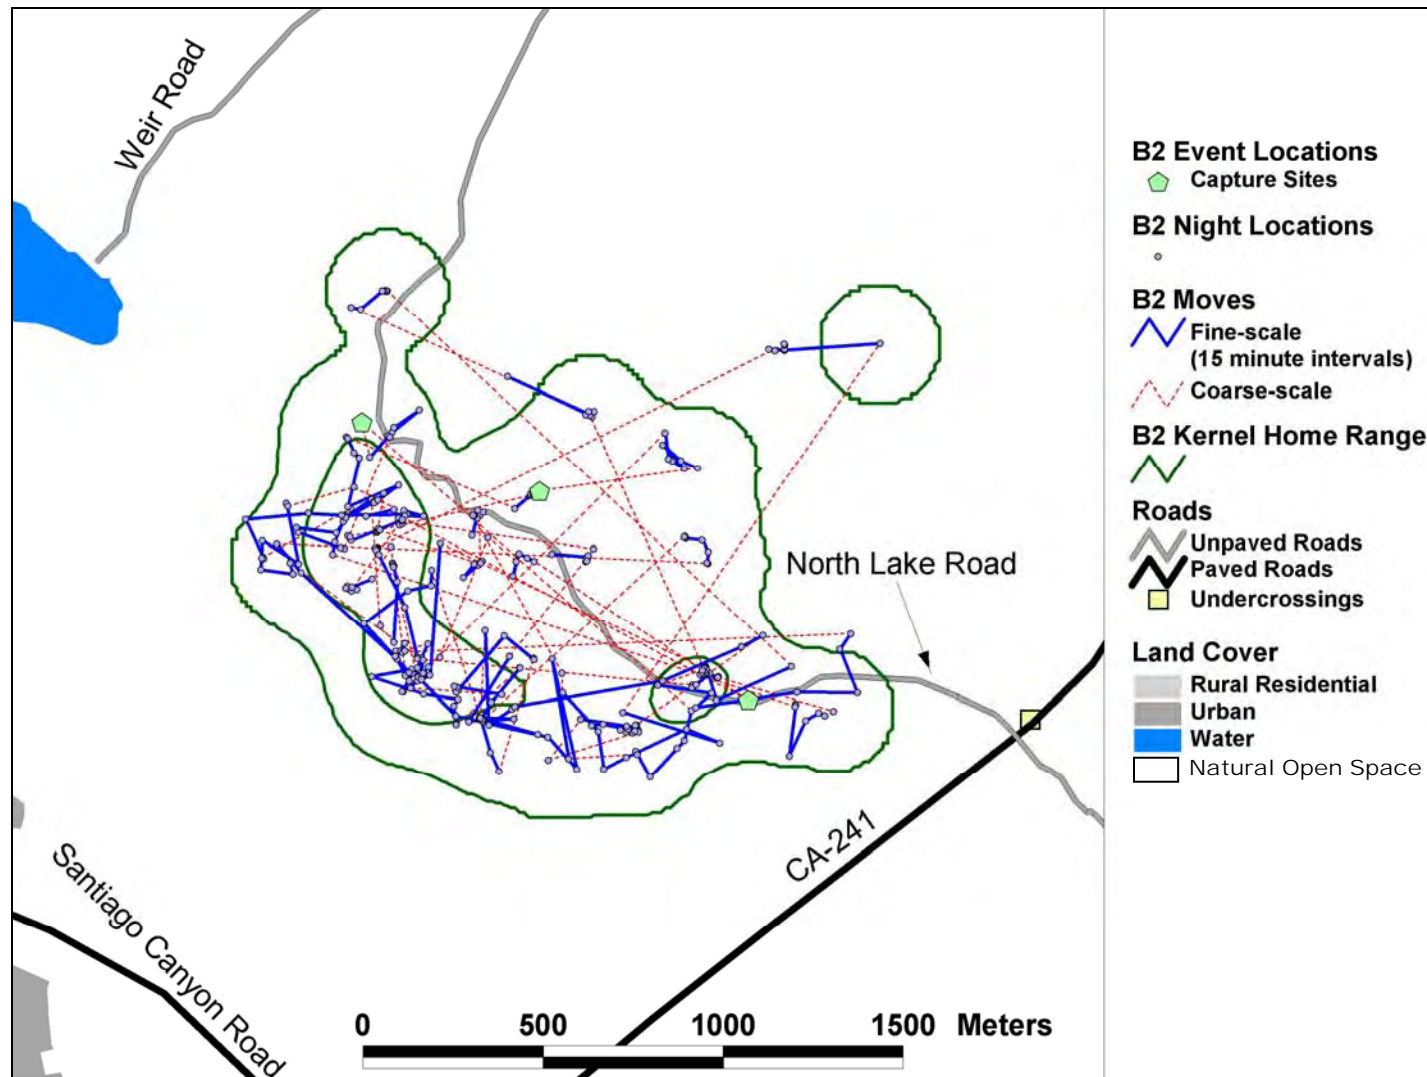 Weir Road
North Lake Road
CA-241
Santiago Canyon Road
0 500 1000 1500 Meters
B2 Event Locations
Capture Sites
B2 Night Locations
B2 Moves
Fine-scale
(15 minute intervals)
Coarse-scale
B2 Kernel Home Range
Roads
Unpaved Roads
Paved Roads
Undercrossings
Land Cover
Rural Residential
Urban
Water
Natural Open Space